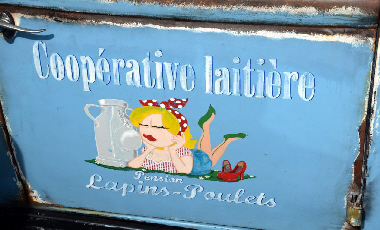 Coopérative laitière
Pension
Lapins-Poulets